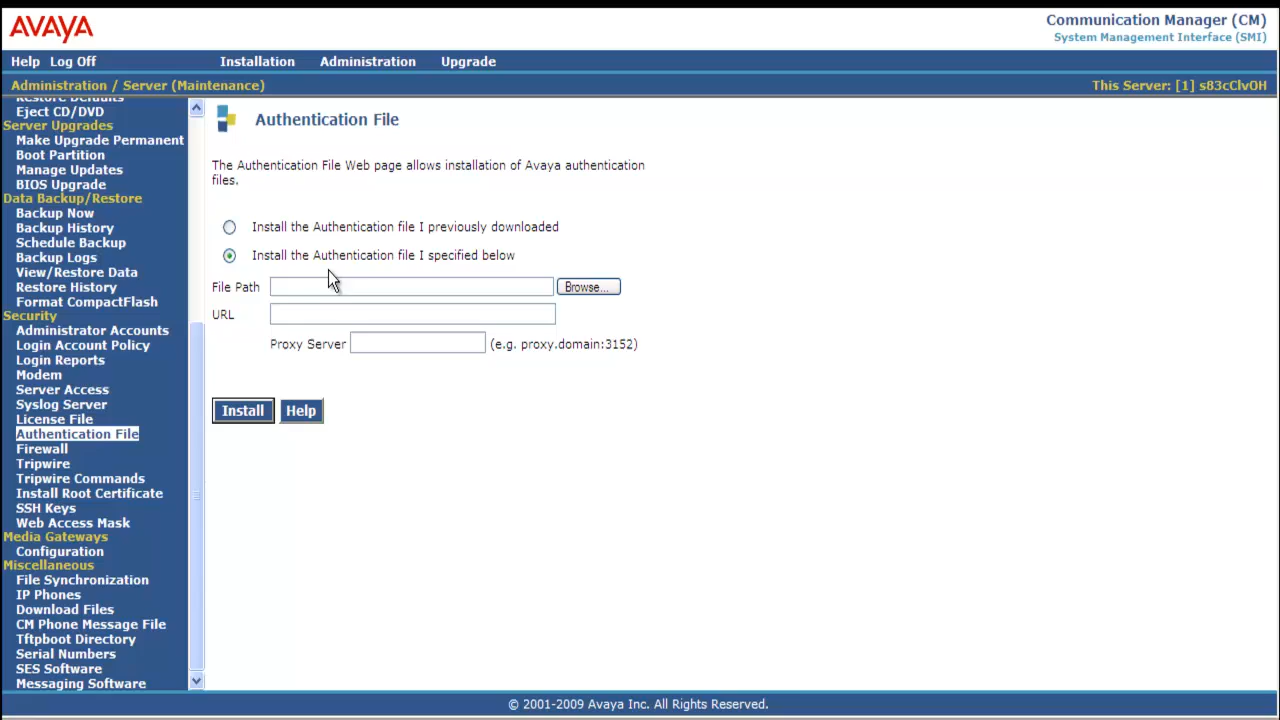 AVAYA
Communication Manager (CM)
System Management Interface (SMI)
Help Log Off Installation Administration Upgrade
Administration / Server (Maintenance) This Server: [1] s83cClvOH
Restore Defaults
Eject CD/DVD
Server Upgrades
Make Upgrade Permanent
Boot Partition
Manage Updates
BIOS Upgrade
Data Backup/Restore
Backup Now
Backup History
Schedule Backup
Backup Logs
View/Restore Data
Restore History
Format CompactFlash
Security
Administrator Accounts
Login Account Policy
Login Reports
Modem
Server Access
Syslog Server
License File
Authentication File
Firewall
Tripwire
Tripwire Commands
Install Root Certificate
SSH Keys
Web Access Mask
Media Gateways
Configuration
Miscellaneous
File Synchronization
IP Phones
Download Files
CM Phone Message File
Tftpboot Directory
Serial Numbers
SES Software
Messaging Software
Authentication File
The Authentication File Web page allows installation of Avaya authentication
files.
Install the Authentication file I previously downloaded
Install the Authentication file I specified below
File Path Browse...
URL
Proxy Server (e.g. proxy.domain:3152)
Install Help
© 2001-2009 Avaya Inc. All Rights Reserved.